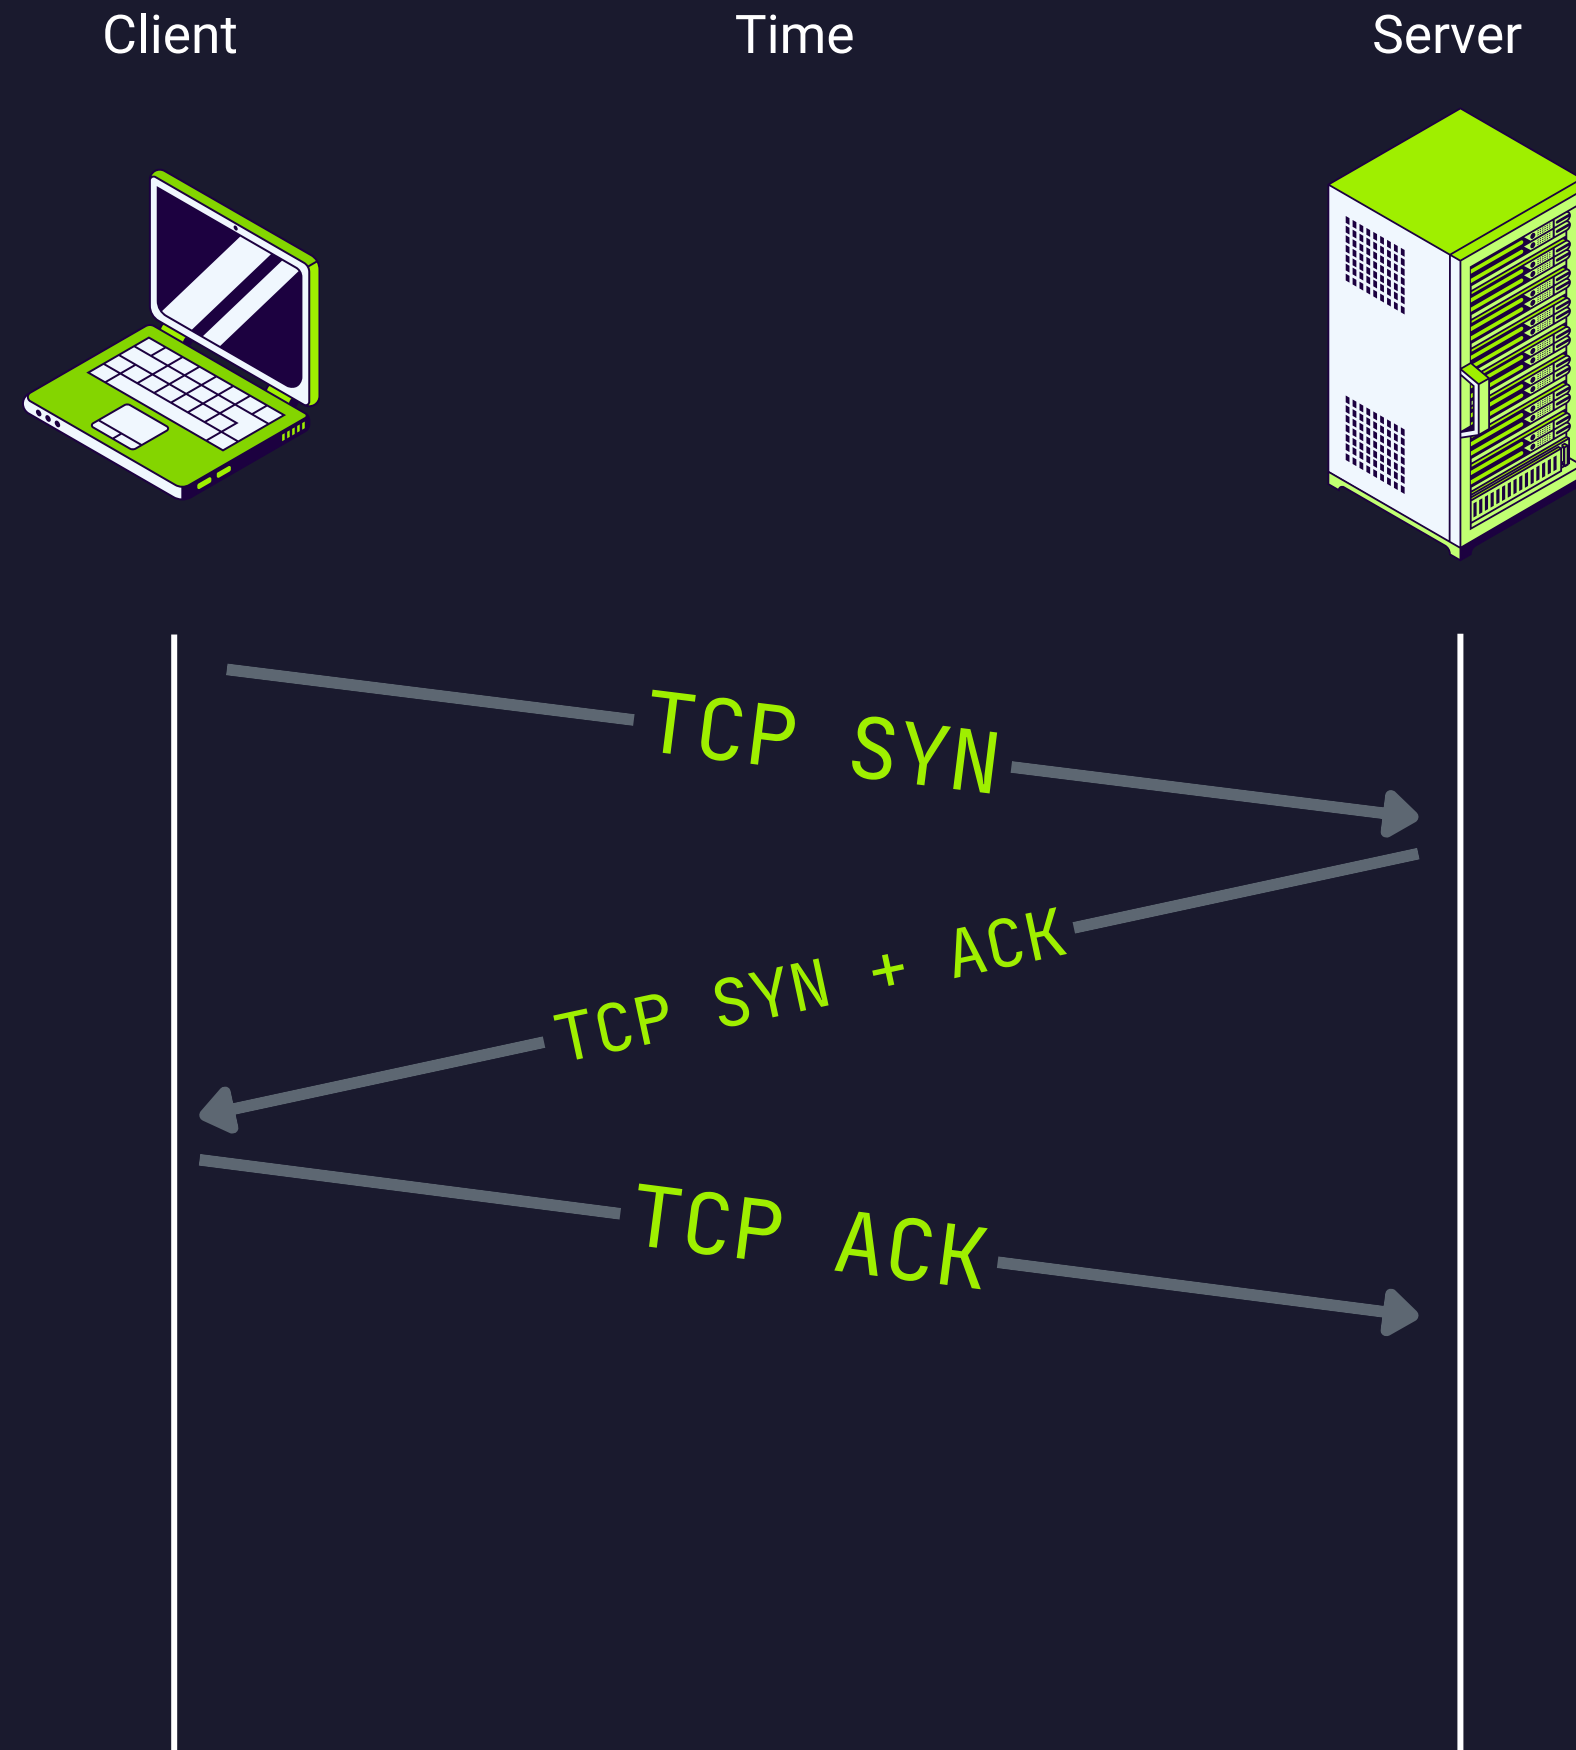 Client
Time
Server
TCP SYN
TCP SYN + ACK
TCP ACK